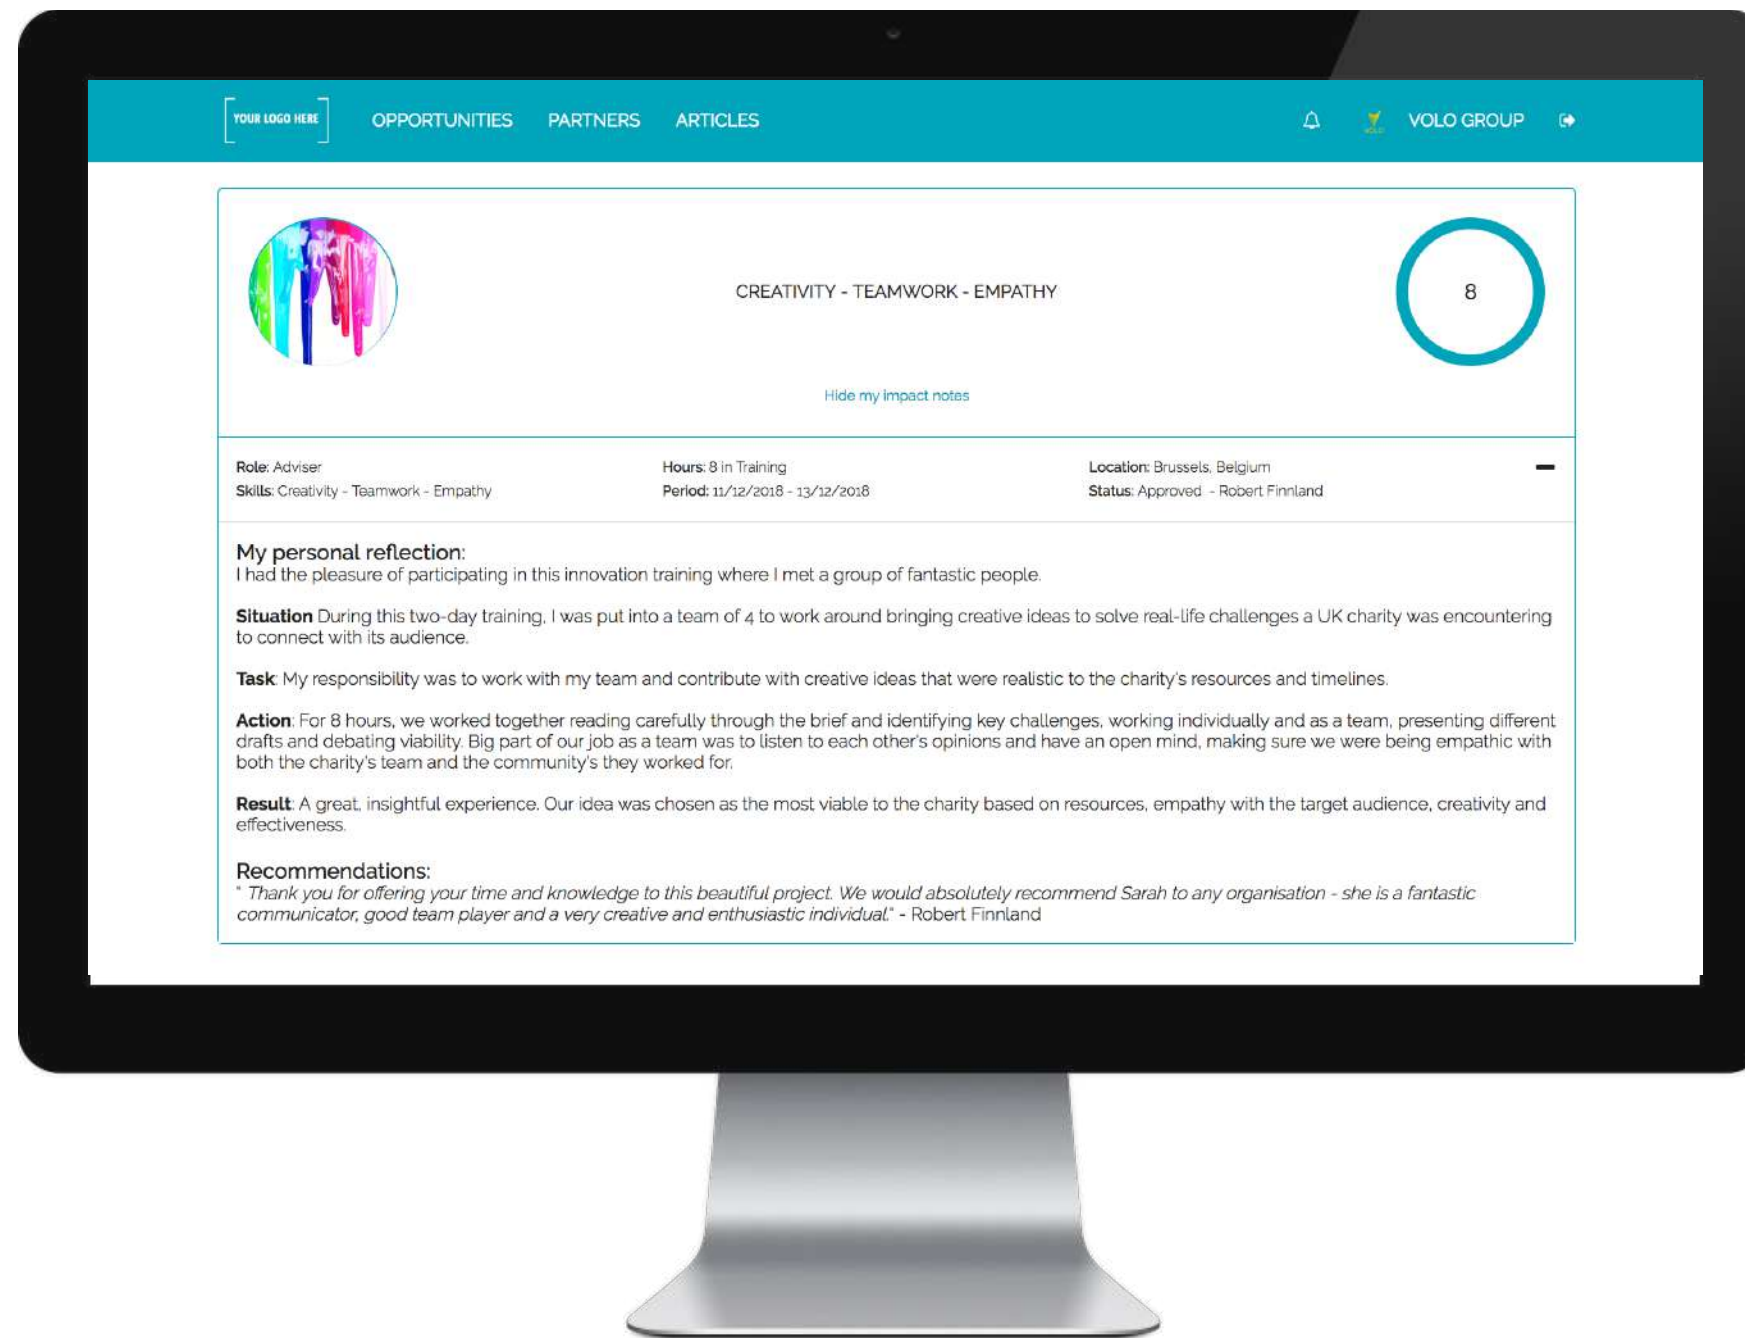 YOUR LOGO HERE OPPORTUNITIES PARTNERS ARTICLES VOLO GROUP
VOLO
CREATIVITY - TEAMWORK - EMPATHY 8
Hide my impact notes
Role: Adviser Hours: 8 in Training Location: Brussels, Belgium
Skills: Creativity - Teamwork - Empathy Period: 11/12/2018 - 13/12/2018 Status: Approved - Robert Finnland
My personal reflection:
I had the pleasure of participating in this innovation training where I met a group of fantastic people.
Situation During this two-day training, I was put into a team of 4 to work around bringing creative ideas to solve real-life challenges a UK charity was encountering
to connect with its audience.
Task: My responsibility was to work with my team and contribute with creative ideas that were realistic to the charity's resources and timelines.
Action: For 8 hours, we worked together reading carefully through the brief and identifying key challenges, working individually and as a team, presenting different
drafts and debating viability. Big part of our job as a team was to listen to each other's opinions and have an open mind, making sure we were being empathic with
both the charity's team and the community's they worked for.
Result: A great, insightful experience. Our idea was chosen as the most viable to the charity based on resources, empathy with the target audience, creativity and
effectiveness.
Recommendations:
" Thank you for offering your time and knowledge to this beautiful project. We would absolutely recommend Sarah to any organisation - she is a fantastic
communicator, good team player and a very creative and enthusiastic individual." - Robert Finnland